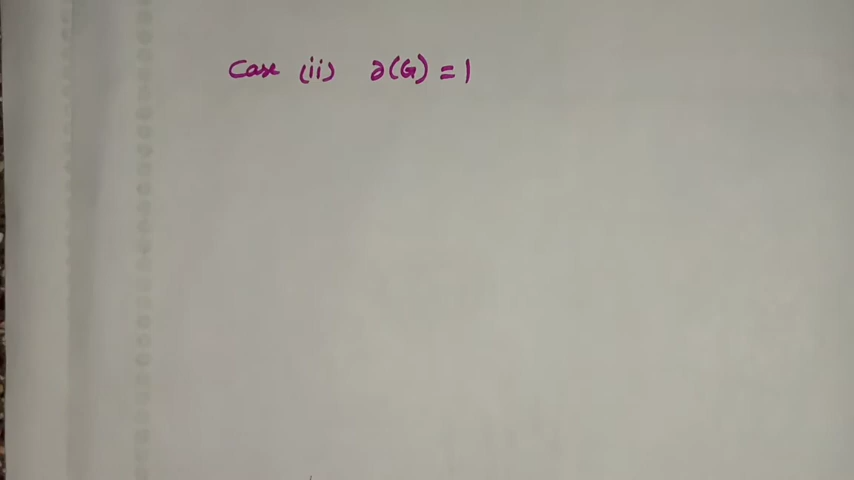 Case (ii) ∂(G) = 1